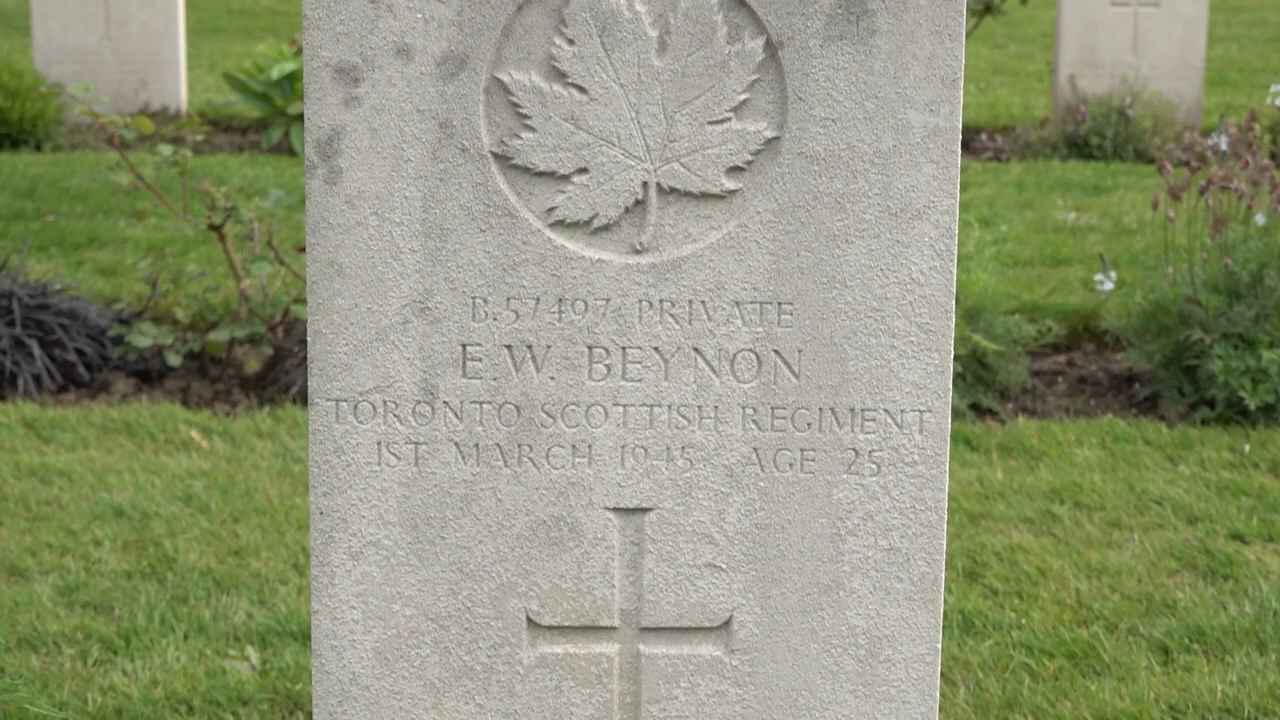 B.57497 PRIVATE
E.W. BEYNON
TORONTO SCOTTISH REGIMENT
1ST MARCH 1945 AGE 25